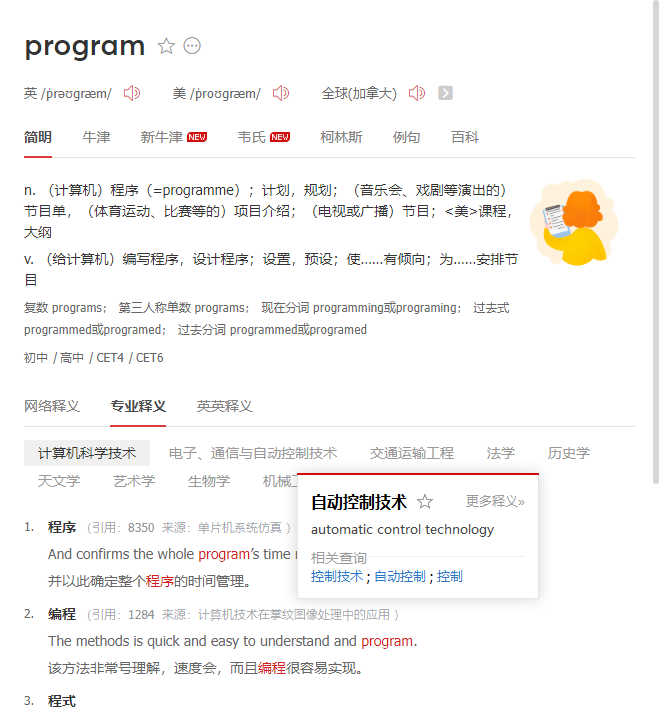 program
英 /ˈprəʊɡræm/ 美 /ˈproʊɡræm/ 全球(加拿大)
简明 牛津 新牛津 NEW 韦氏 NEW 柯林斯 例句 百科
n. （计算机）程序（=programme）；计划，规划；（音乐会、戏剧等演出的）
节目单，（体育运动、比赛等的）项目介绍；（电视或广播）节目；<美>课程，
大纲
v. （给计算机）编写程序，设计程序；设置，预设；使……有倾向；为……安排节
目
复数 programs； 第三人称单数 programs； 现在分词 programming或programing； 过去式
programmed或programed； 过去分词 programmed或programed
初中 / 高中 / CET4 / CET6
网络释义 专业释义 英英释义
计算机科学技术 电子、通信与自动控制技术 交通运输工程 法学 历史学
天文学 艺术学 生物学 机械
自动控制技术 更多释义»
automatic control technology
相关查询
控制技术 ; 自动控制 ; 控制
1. 程序 （引用：8350 来源：单片机系统仿真 ）
And confirms the whole program's time
并以此确定整个程序的时间管理。
2. 编程 （引用：1284 来源：计算机技术在掌纹图像处理中的应用 ）
The methods is quick and easy to understand and program.
该方法非常号理解，速度会，而且编程很容易实现。
3. 程式